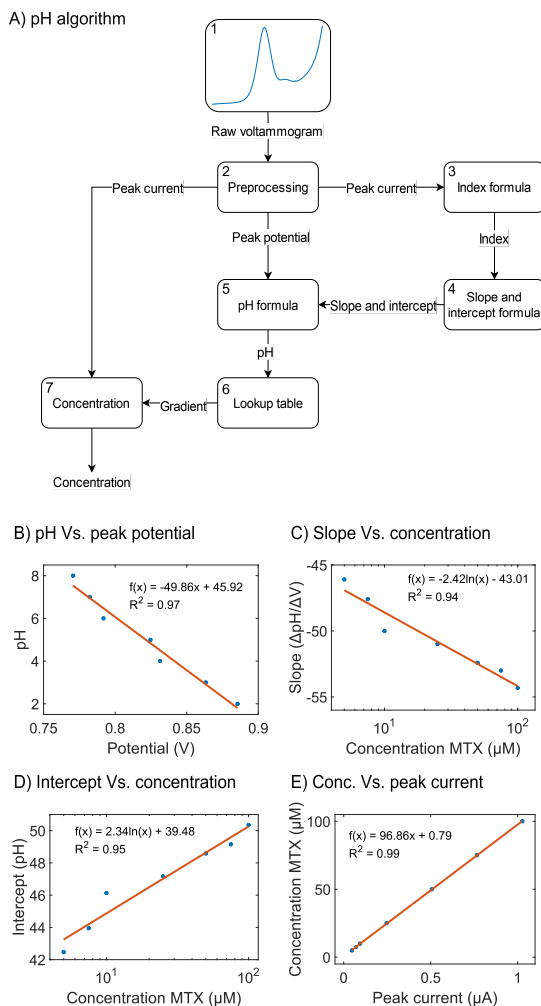 A) pH algorithm
1
Raw voltammogram
2
Preprocessing
3
Index formula
Peak current
Peak current
Peak potential
Index
5
pH formula
4
Slope and
intercept formula
Slope and intercept
pH
7
Concentration
6
Lookup table
Gradient
Concentration
B) pH Vs. peak potential
f(x) = -49.86x + 45.92
R² = 0.97
8
6
4
2
pH
0.75 0.8 0.85 0.9
Potential (V)
C) Slope Vs. concentration
f(x) = -2.42ln(x) - 43.01
R² = 0.94
-45
-50
-55
Slope (ΔpH/ΔV)
10¹ 10²
Concentration MTX (μM)
D) Intercept Vs. concentration
f(x) = 2.34ln(x) + 39.48
R² = 0.95
50
48
46
44
42
Intercept (pH)
10¹ 10²
Concentration MTX (μM)
E) Conc. Vs. peak current
f(x) = 96.86x + 0.79
R² = 0.99
100
50
0
Concentration MTX (μM)
0 0.5 1
Peak current (μA)